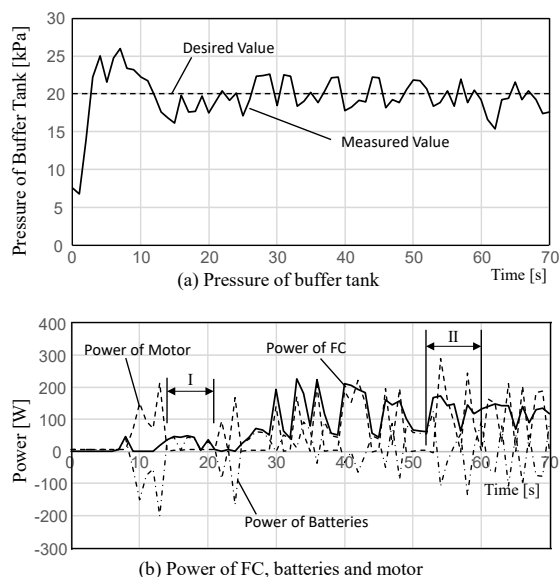 Pressure of Buffer Tank [kPa]
30
25
20
15
10
5
0
Desired Value
Measured Value
0 10 20 30 40 50 60 70
Time [s]
(a) Pressure of buffer tank
Power [W]
400
300
200
100
0
-100
-200
-300
Power of Motor
I
Power of FC
II
Power of Batteries
0 10 20 30 40 50 60 70
Time [s]
(b) Power of FC, batteries and motor